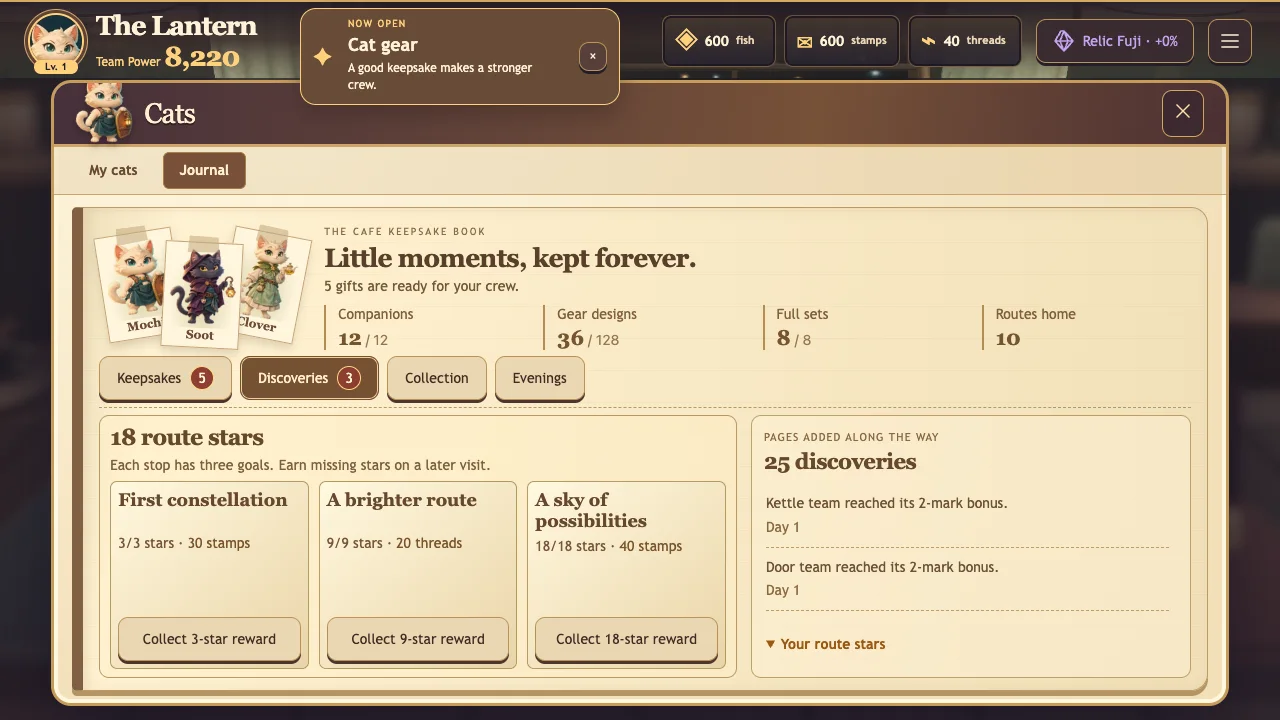 The Lantern
Team Power 8,220
Lv. 1
NOW OPEN
Cat gear
A good keepsake makes a stronger
crew.
×
600 fish
600 stamps
40 threads
Relic Fuji · +0%
Cats
My cats
Journal
Soot
Clover
THE CAFE KEEPSAKE BOOK
Little moments, kept forever.
5 gifts are ready for your crew.
Companions
12 / 12
Gear designs
36 / 128
Full sets
8 / 8
Routes home
10
Keepsakes 5
Discoveries 3
Collection
Evenings
18 route stars
Each stop has three goals. Earn missing stars on a later visit.
First constellation
3/3 stars · 30 stamps
Collect 3-star reward
A brighter route
9/9 stars · 20 threads
Collect 9-star reward
A sky of
possibilities
18/18 stars · 40 stamps
Collect 18-star reward
PAGES ADDED ALONG THE WAY
25 discoveries
Kettle team reached its 2-mark bonus.
Day 1
Door team reached its 2-mark bonus.
Day 1
▼ Your route stars